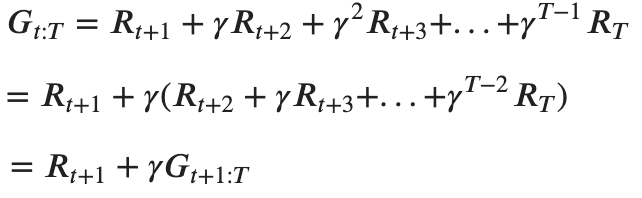 G_{t:T} = R_{t+1} + γR_{t+2} + γ^2 R_{t+3}+...+γ^{T−1} R_T
= R_{t+1} + γ(R_{t+2} + γR_{t+3}+...+γ^{T−2} R_T)
= R_{t+1} + γG_{t+1:T}